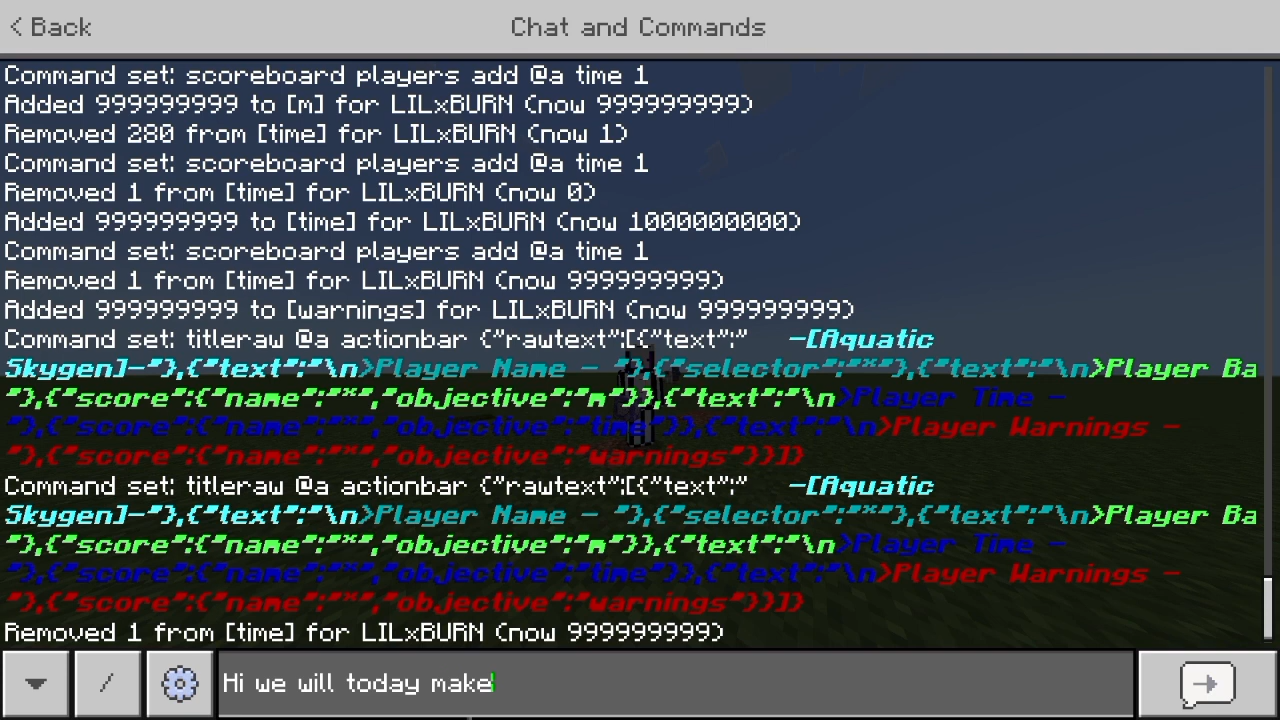 < Back
Chat and Commands
Command set: scoreboard players add @a time 1
Added 999999999 to [m] for LILxBURN (now 999999999)
Removed 280 from [time] for LILxBURN (now 1)
Command set: scoreboard players add @a time 1
Removed 1 from [time] for LILxBURN (now 0)
Added 999999999 to [time] for LILxBURN (now 1000000000)
Command set: scoreboard players add @a time 1
Removed 1 from [time] for LILxBURN (now 999999999)
Added 999999999 to [warnings] for LILxBURN (now 999999999)
Command set: titleraw @a actionbar {"rawtext":[{"text":"   -[Aquatic
Skygen]-"},{"text":"\n>Player Name - "},{"selector":"*"},{"text":"\n>Player Ba
"},{"score":{"name":"*","objective":"m"}},{"text":"\n>Player Time -
"},{"score":{"name":"*","objective":"time"}},{"text":"\n>Player Warnings -
"},{"score":{"name":"*","objective":"warnings"}}]}
Command set: titleraw @a actionbar {"rawtext":[{"text":"   -[Aquatic
Skygen]-"},{"text":"\n>Player Name - "},{"selector":"*"},{"text":"\n>Player Ba
"},{"score":{"name":"*","objective":"m"}},{"text":"\n>Player Time -
"},{"score":{"name":"*","objective":"time"}},{"text":"\n>Player Warnings -
"},{"score":{"name":"*","objective":"warnings"}}]}
Removed 1 from [time] for LILxBURN (now 999999999)
/
Hi we will today make